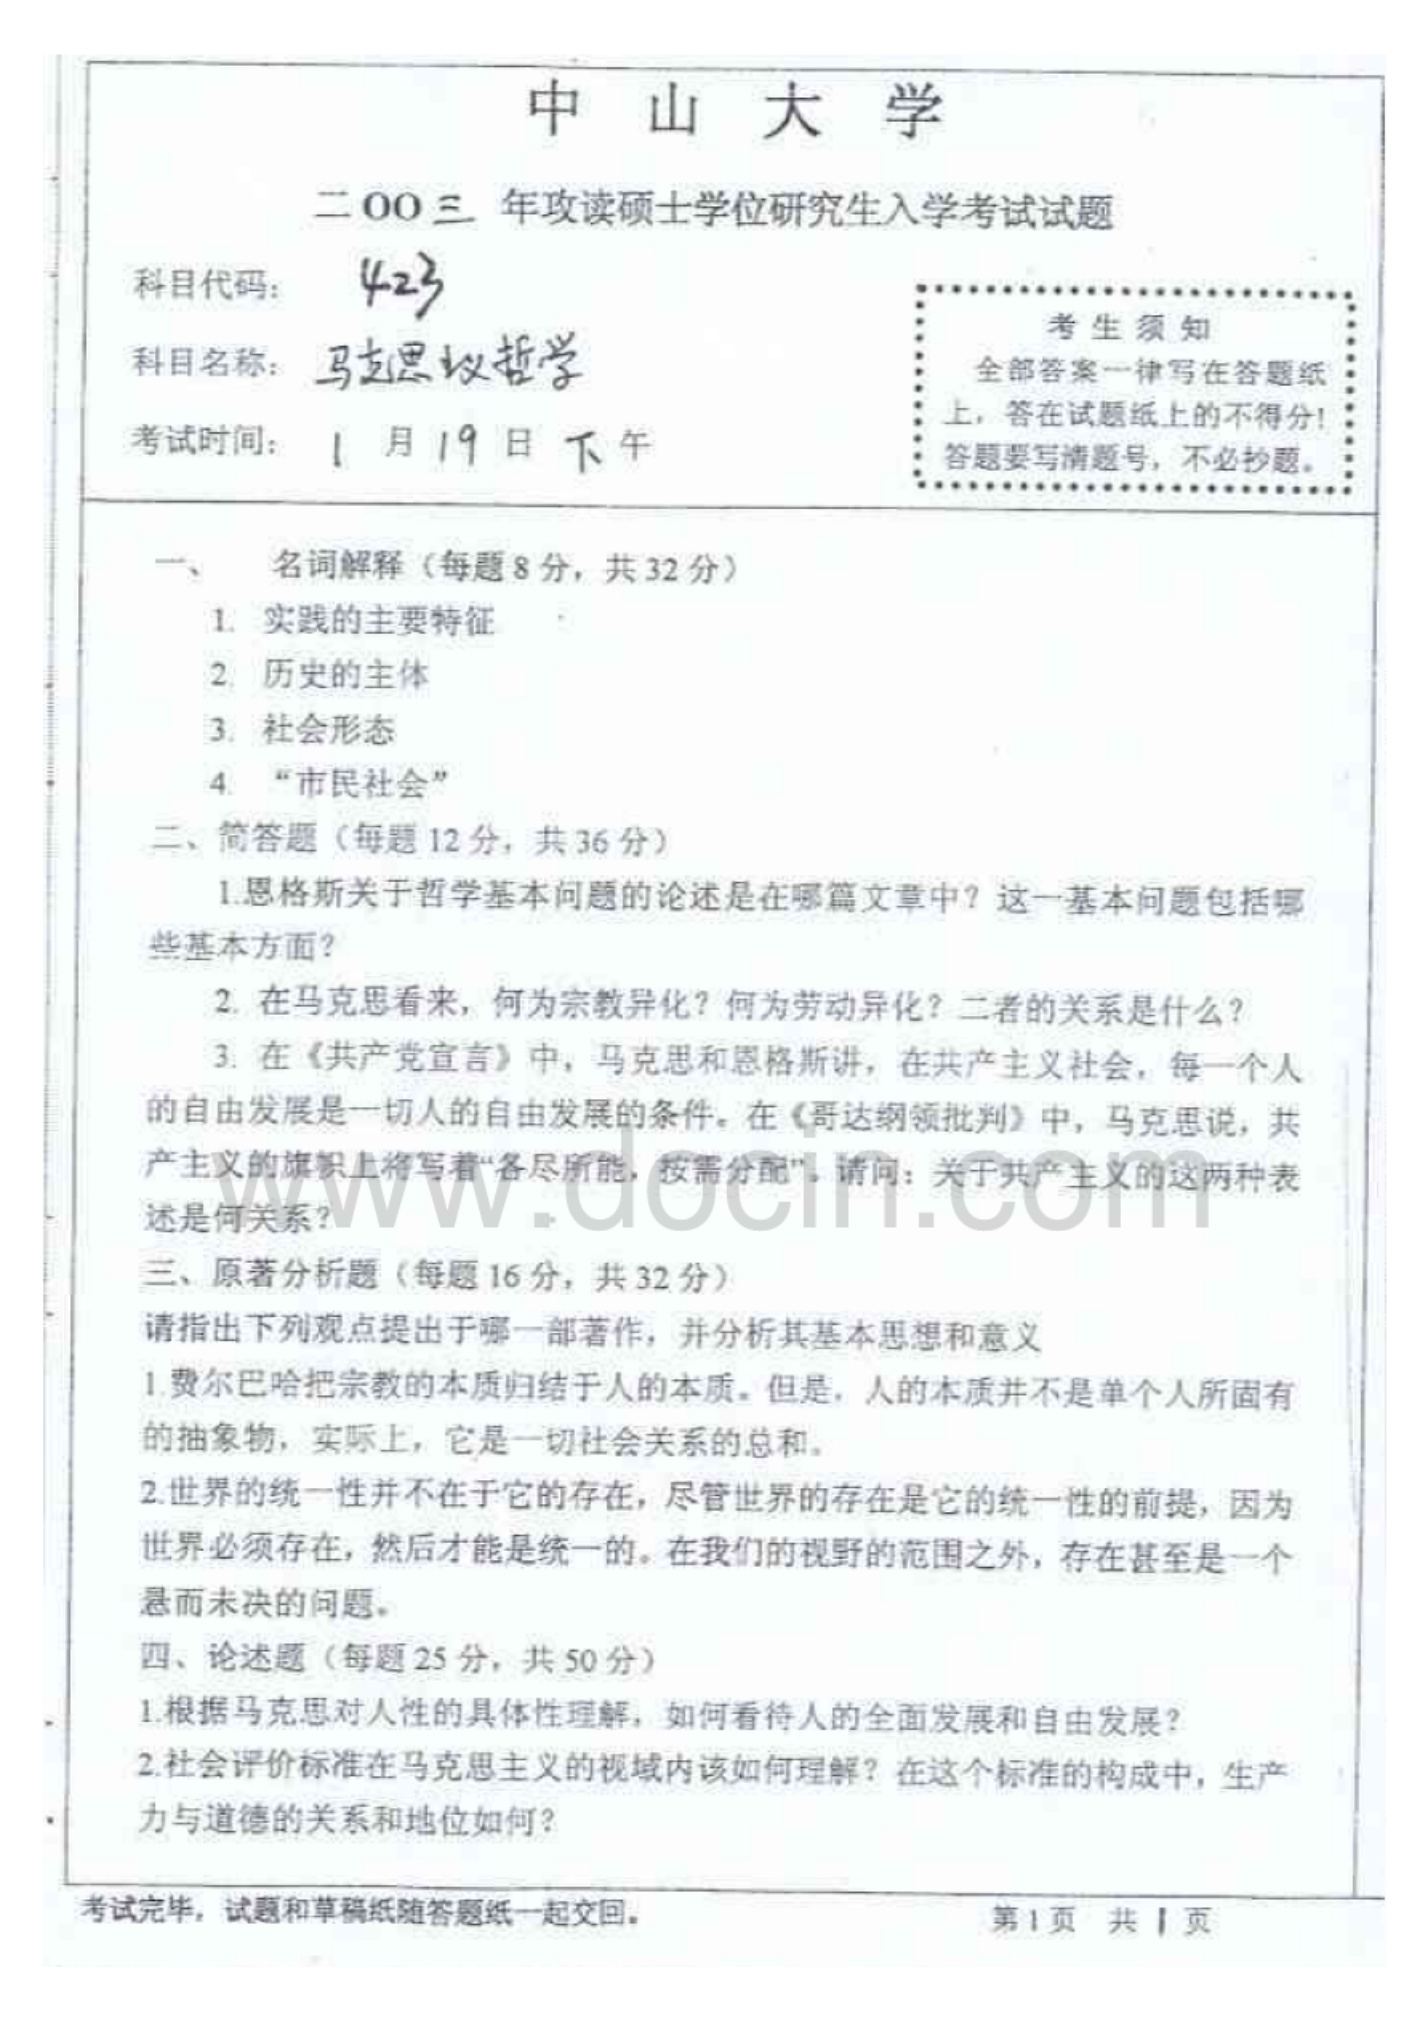 中 山 大 学
二OO三 年攻读硕士学位研究生入学考试试题
科目代码： 423
科目名称： 马克思主义哲学
考试时间： 1 月 19 日 下 午
考 生 须 知
全部答案一律写在答题纸
上，答在试题纸上的不得分！
答题要写清题号，不必抄题。
一、 名词解释（每题 8 分，共 32 分）
1. 实践的主要特征
2. 历史的主体
3. 社会形态
4. “市民社会”
二、简答题（每题 12 分，共 36 分）
1.恩格斯关于哲学基本问题的论述是在哪篇文章中？这一基本问题包括哪
些基本方面？
2. 在马克思看来，何为宗教异化？何为劳动异化？二者的关系是什么？
3. 在《共产党宣言》中，马克思和恩格斯讲，在共产主义社会，每一个人
的自由发展是一切人的自由发展的条件。在《哥达纲领批判》中，马克思说，共
产主义的旗帜上将写着“各尽所能，按需分配”。请问：关于共产主义的这两种表
述是何关系？
www.docin.com
三、原著分析题（每题 16 分，共 32 分）
请指出下列观点提出于哪一部著作，并分析其基本思想和意义
1.费尔巴哈把宗教的本质归结于人的本质。但是，人的本质并不是单个人所固有
的抽象物，实际上，它是一切社会关系的总和。
2.世界的统一性并不在于它的存在，尽管世界的存在是它的统一性的前提，因为
世界必须存在，然后才能是统一的。在我们的视野的范围之外，存在甚至是一个
悬而未决的问题。
四、论述题（每题 25 分，共 50 分）
1.根据马克思对人性的具体性理解，如何看待人的全面发展和自由发展？
2.社会评价标准在马克思主义的视域内该如何理解？在这个标准的构成中，生产
力与道德的关系和地位如何？
考试完毕，试题和草稿纸随答题纸一起交回。
第 1 页 共 1 页